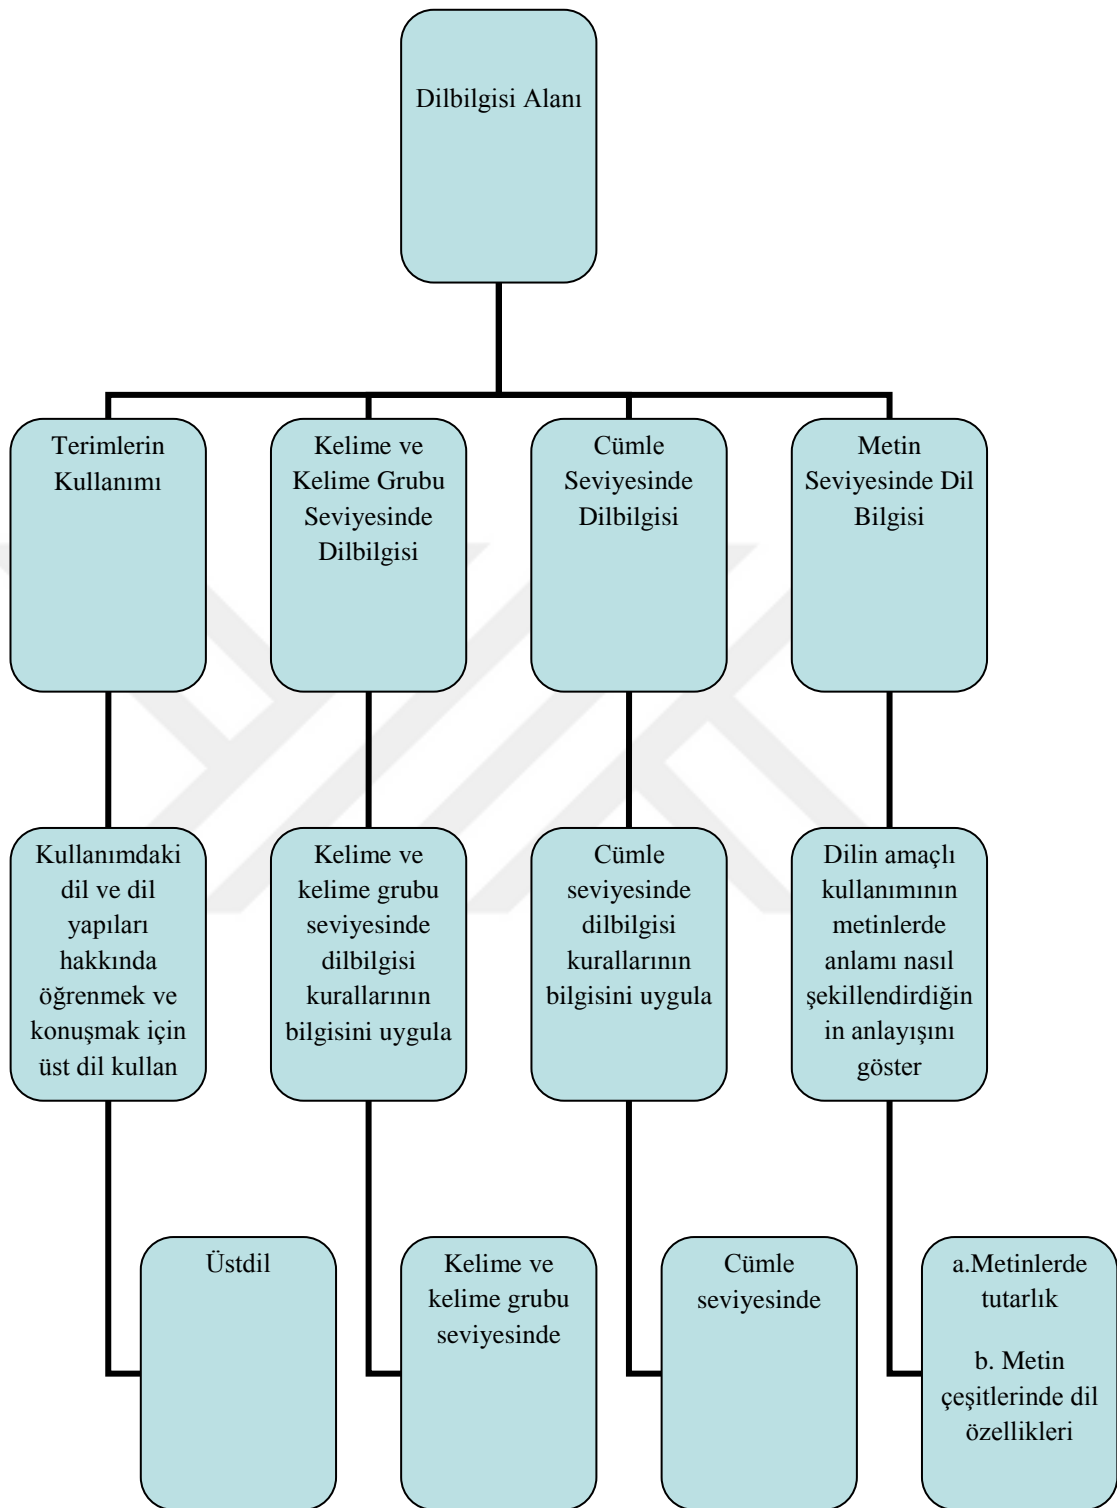 Dilbilgisi Alanı
Terimlerin
Kullanımı
Kelime ve
Kelime Grubu
Seviyesinde
Dilbilgisi
Cümle
Seviyesinde
Dilbilgisi
Metin
Seviyesinde Dil
Bilgisi
Kullanımdaki
dil ve dil
yapıları
hakkında
öğrenmek ve
konuşmak için
üst dil kullan
Kelime ve
kelime grubu
seviyesinde
dilbilgisi
kurallarının
bilgisini uygula
Cümle
seviyesinde
dilbilgisi
kurallarının
bilgisini uygula
Dilin amaçlı
kullanımının
metinlerde
anlamı nasıl
şekillendirdiğin
in anlayışını
göster
Üstdil
Kelime ve
kelime grubu
seviyesinde
Cümle
seviyesinde
a.Metinlerde
tutarlık
b. Metin
çeşitlerinde dil
özellikleri